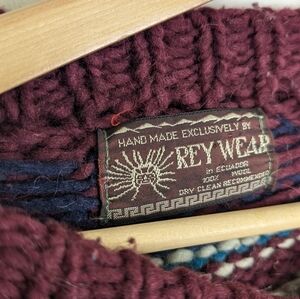 HAND MADE EXCLUSIVELY BY
REY WEAR
in ECUADOR
100% WOOL
DRY CLEAN RECOMMENDED